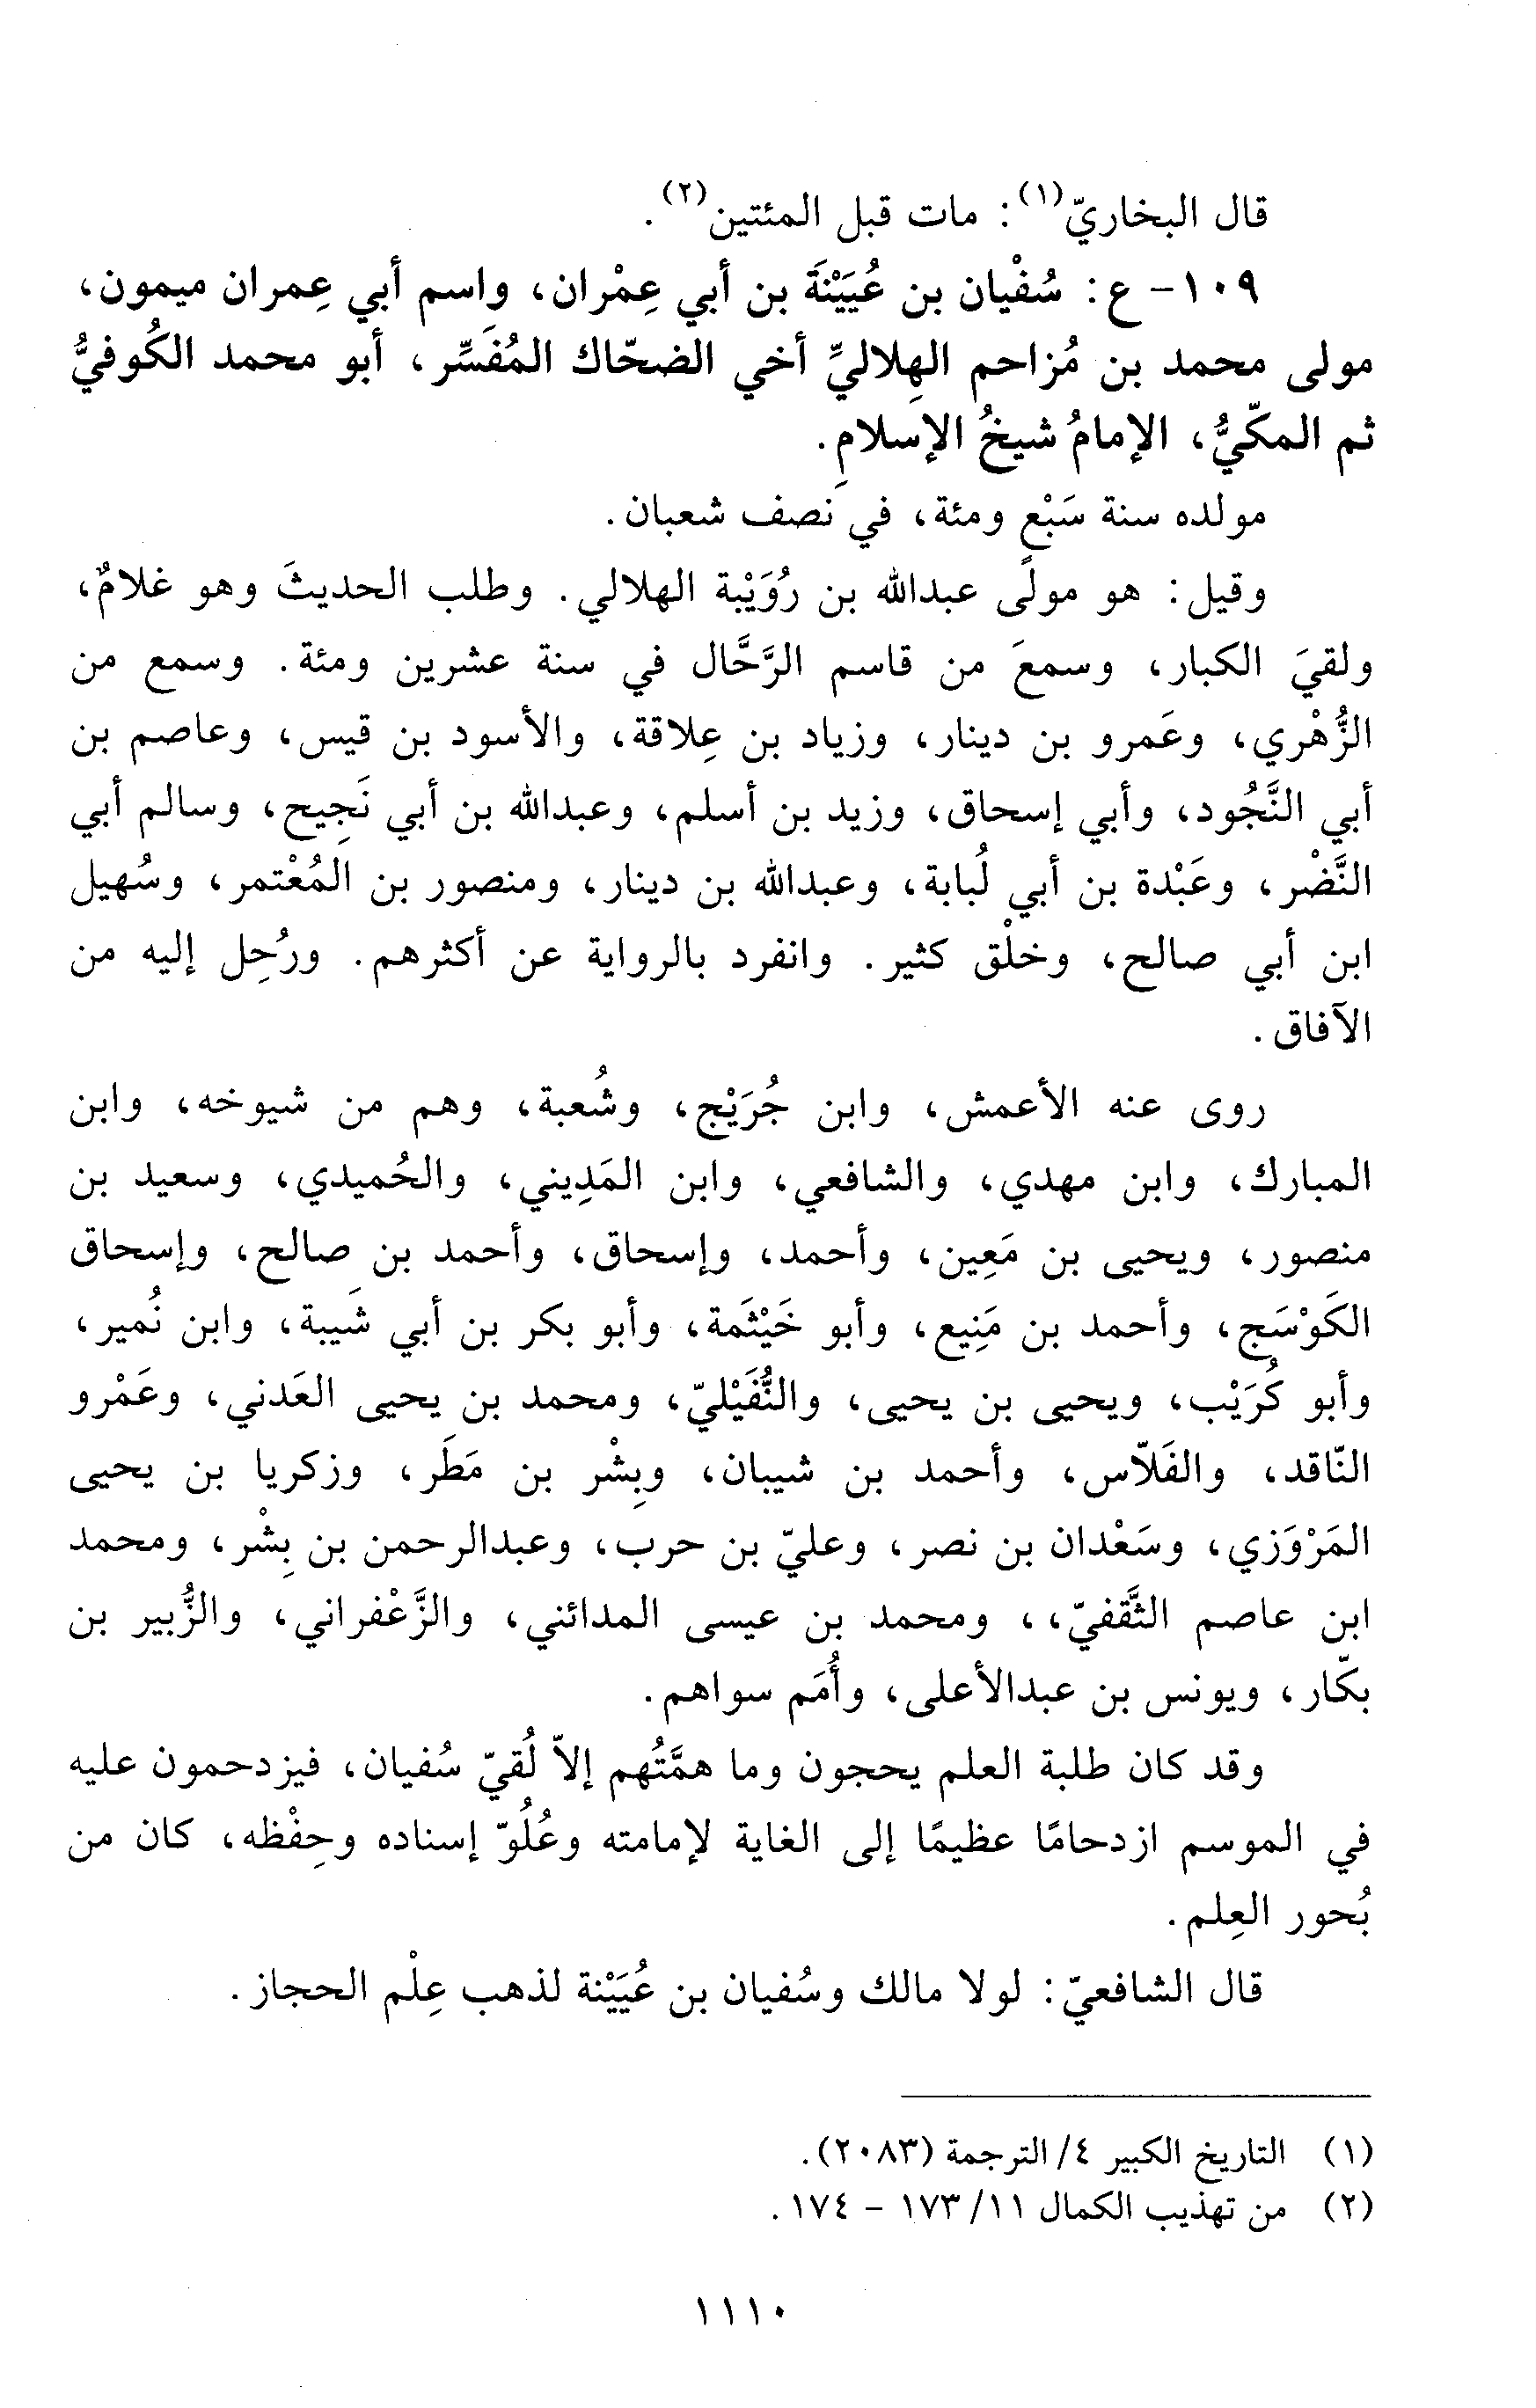 قال البخاريّ(١): مات قبل المئتين(٢).
١٠٩- ع: سُفْيان بن عُيَيْنةَ بن أبي عِمْران، واسم أبي عِمران ميمون،
مولى محمد بن مُزاحم الهِلاليِّ أخي الضحّاك المُفَسِّر، أبو محمد الكُوفيُّ
ثم المكّيُّ، الإمامُ شيخُ الإسلامِ.
مولده سنة سَبْع ومئة، في نصف شعبان.
وقيل: هو مولًى عبدالله بن رُوَيْبة الهلالي. وطلب الحديثَ وهو غلامٌ،
ولقيَ الكبار، وسمعَ من قاسم الرَّحَّال في سنة عشرين ومئة. وسمع من
الزُّهْري، وعَمرو بن دينار، وزياد بن عِلاقة، والأسود بن قيس، وعاصم بن
أبي النَّجُود، وأبي إسحاق، وزيد بن أسلم، وعبدالله بن أبي نَجِيح، وسالم أبي
النَّضْر، وعَبْدة بن أبي لُبابة، وعبدالله بن دينار، ومنصور بن المُعْتمر، وسُهيل
ابن أبي صالح، وخلْق كثير. وانفرد بالرواية عن أكثرهم. ورُحِل إليه من
الآفاق.
روى عنه الأعمش، وابن جُرَيْج، وشُعبة، وهم من شيوخه، وابن
المبارك، وابن مهدي، والشافعي، وابن المَدِيني، والحُميدي، وسعيد بن
منصور، ويحيى بن مَعِين، وأحمد، وإسحاق، وأحمد بن صالح، وإسحاق
الكَوْسَج، وأحمد بن مَنِيع، وأبو خَيْثَمة، وأبو بكر بن أبي شَيبة، وابن نُمير،
وأبو كُرَيْب، ويحيى بن يحيى، والنُّفَيْليّ، ومحمد بن يحيى العَدني، وعَمْرو
النّاقد، والفَلاّس، وأحمد بن شيبان، وبِشْر بن مَطَر، وزكريا بن يحيى
المَرْوَزي، وسَعْدان بن نصر، وعليّ بن حرب، وعبدالرحمن بن بِشْر، ومحمد
ابن عاصم الثَّقفيّ،، ومحمد بن عيسى المدائني، والزَّعْفراني، والزُّبير بن
بكّار، ويونس بن عبدالأعلى، وأُمَم سواهم.
وقد كان طلبة العلم يحجون وما همَّتُهم إلاّ لُقيّ سُفيان، فيزدحمون عليه
في الموسم ازدحامًا عظيمًا إلى الغاية لإمامته وعُلُوّ إسناده وحِفْظه، كان من
بُحور العِلم.
قال الشافعيّ: لولا مالك وسُفيان بن عُيَيْنة لذهب عِلْم الحجاز.
(١) التاريخ الكبير ٤/ الترجمة (٢٠٨٣).
(٢) من تهذيب الكمال ١١/ ١٧٣ - ١٧٤.
١١١٠